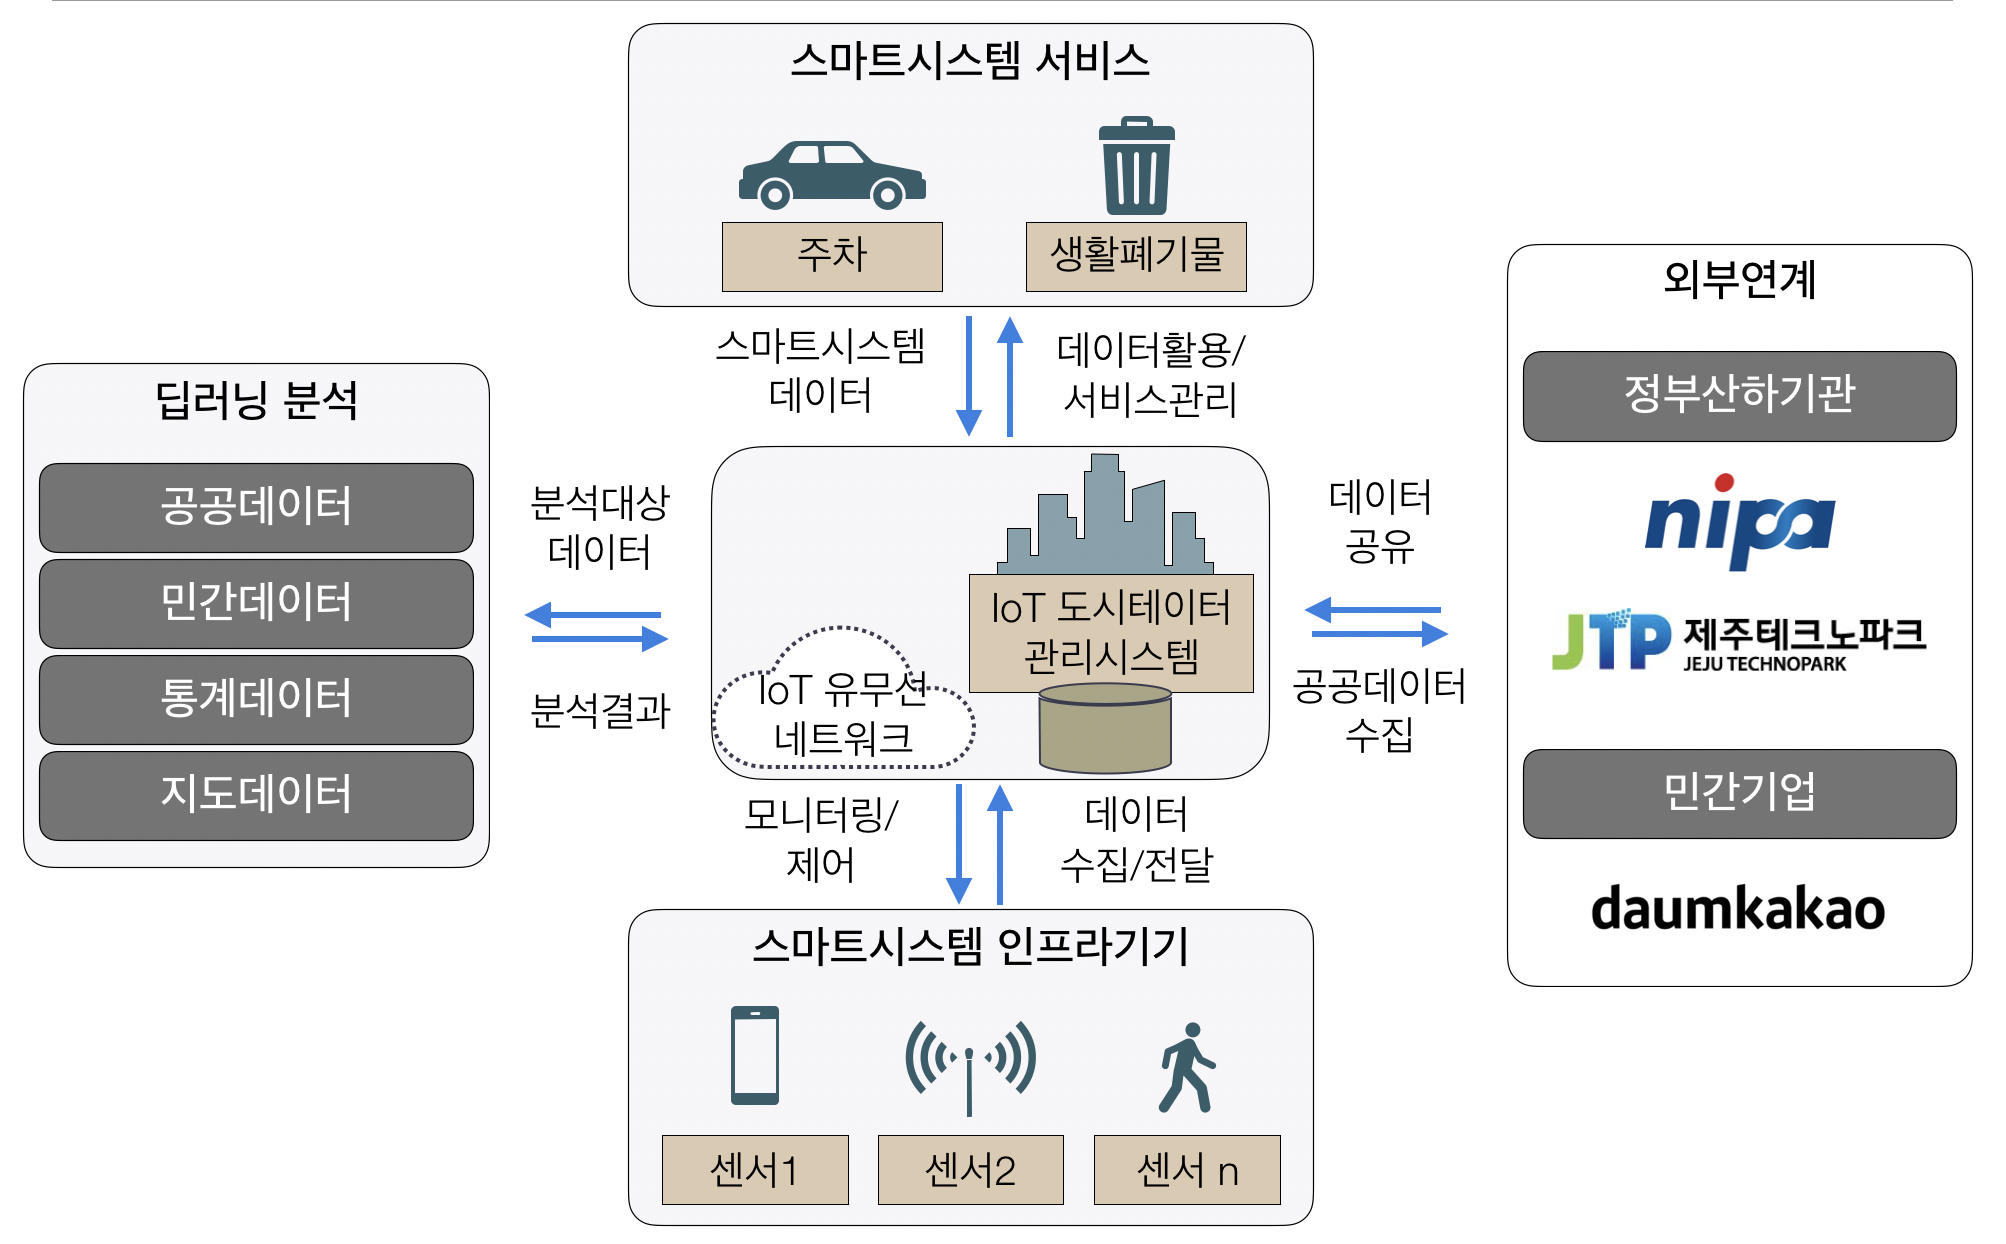 스마트시스템 서비스
주차
생활폐기물
스마트시스템
데이터
데이터활용/
서비스관리
딥러닝 분석
공공데이터
민간데이터
통계데이터
지도데이터
분석대상
데이터
분석결과
IoT 도시테이터
관리시스템
IoT 유무선
네트워크
데이터
공유
공공데이터
수집
외부연계
정부산하기관
nipa
JTP 제주테크노파크
JEJU TECHNOPARK
민간기업
daumkakao
모니터링/
제어
데이터
수집/전달
스마트시스템 인프라기기
센서1
센서2
센서 n